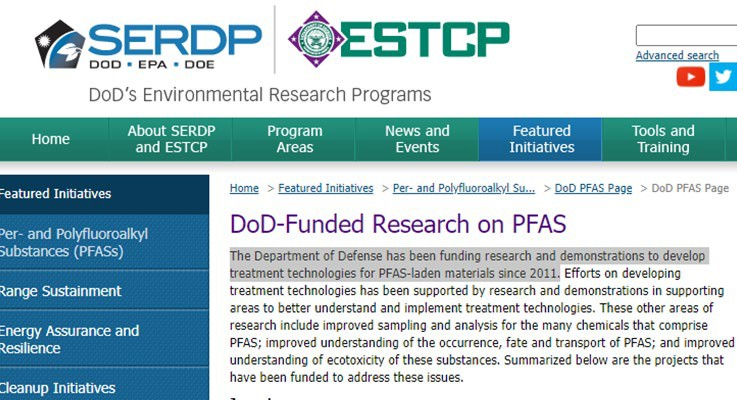 SERDP
DOD • EPA • DOE
ESTCP
DoD's Environmental Research Programs
Advanced search
Home
About SERDP
and ESTCP
Program
Areas
News and
Events
Featured
Initiatives
Tools and
Training
Featured Initiatives
Per- and Polyfluoroalkyl
Substances (PFASs)
Range Sustainment
Energy Assurance and
Resilience
Cleanup Initiatives
Home > Featured Initiatives > Per- and Polyfluoroalkyl Su... > DoD PFAS Page > DoD PFAS Page
DoD-Funded Research on PFAS
The Department of Defense has been funding research and demonstrations to develop
treatment technologies for PFAS-laden materials since 2011. Efforts on developing
treatment technologies has been supported by research and demonstrations in supporting
areas to better understand and implement treatment technologies. These other areas of
research include improved sampling and analysis for the many chemicals that comprise
PFAS; improved understanding of the occurrence, fate and transport of PFAS; and improved
understanding of ecotoxicity of these substances. Summarized below are the projects that
have been funded to address these issues.